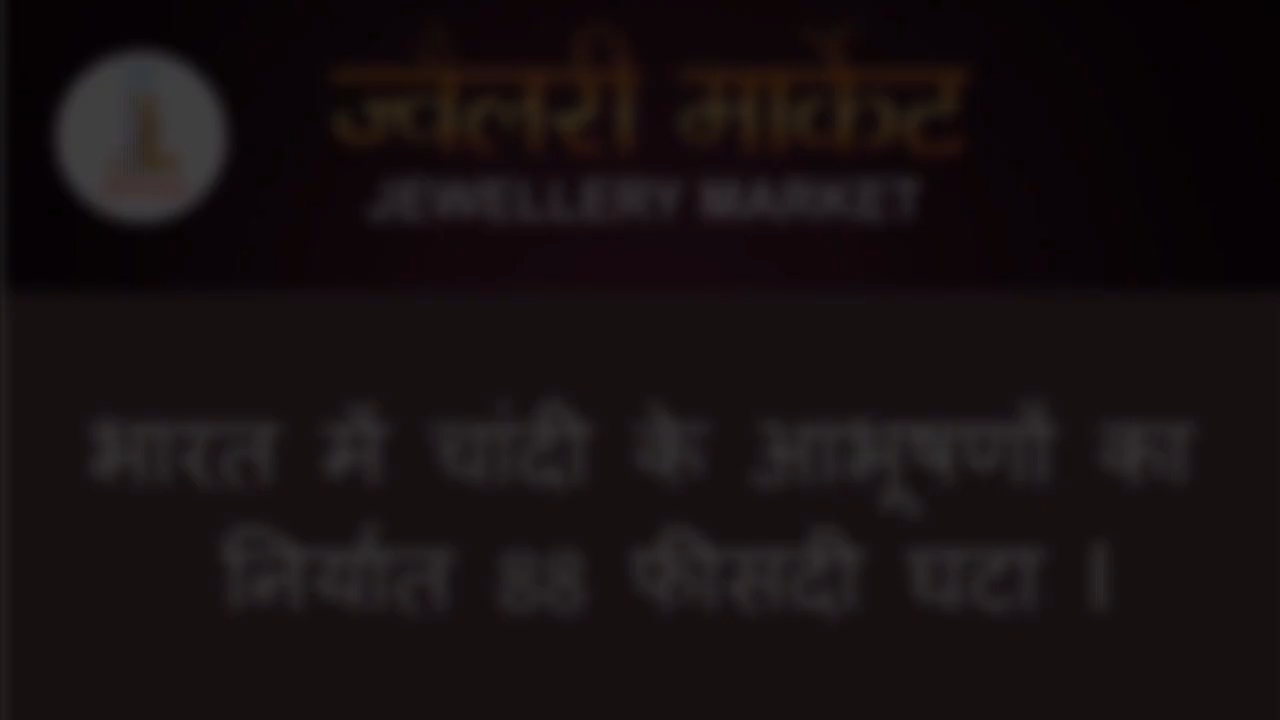 ज्वैलरी मार्केट
JEWELLERY MARKET
भारत में चांदी के आभूषणों का
निर्यात 88 फीसदी घटा ।